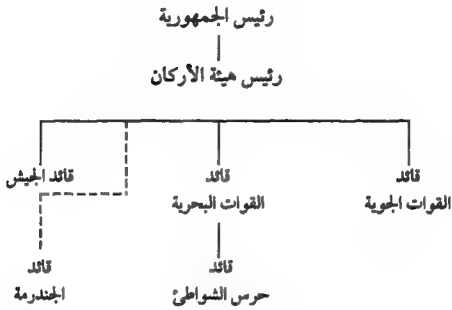 رئيس الجمهورية
رئيس هيئة الأركان
قائد
القوات الجوية
قائد
القوات البحرية
قائد الجيش
قائد
حرس الشواطئ
قائد
الجندرمة